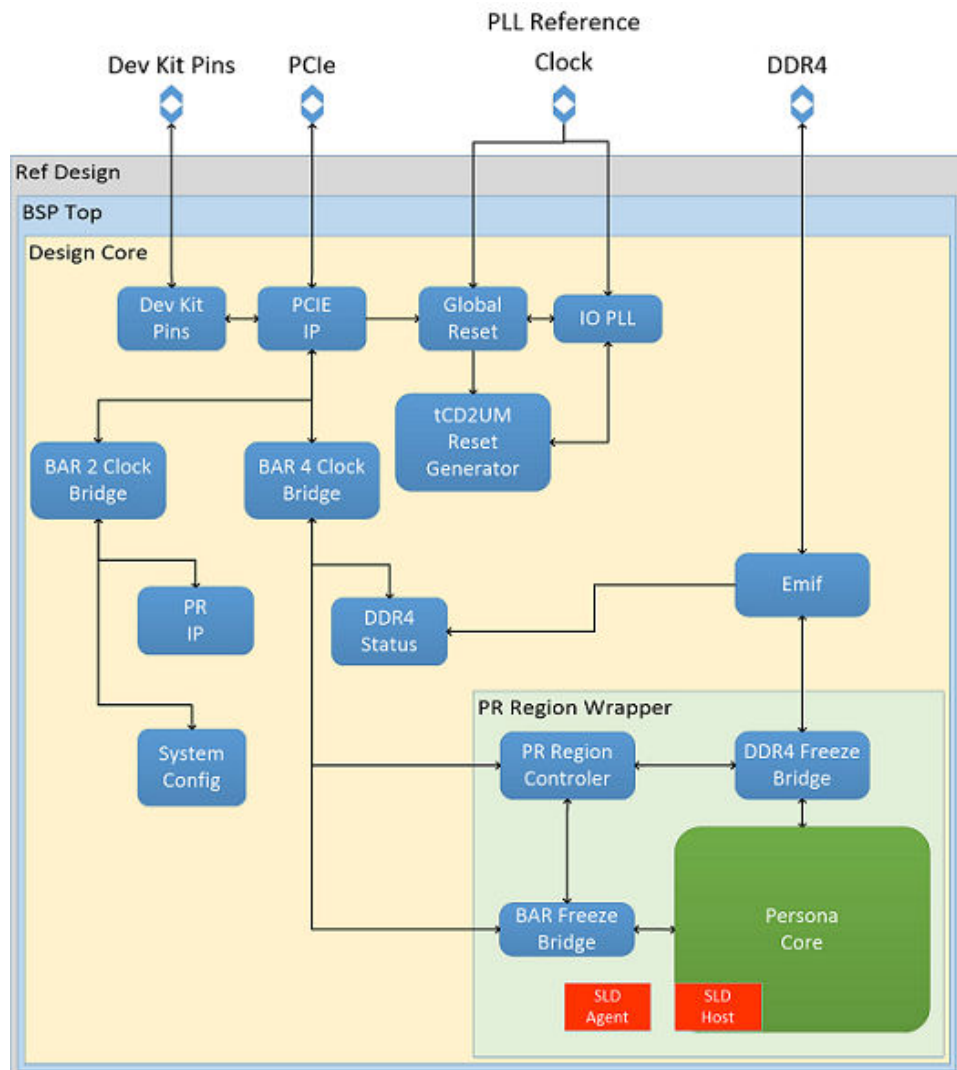 PLL Reference
Clock
Dev Kit Pins
PCIe
DDR4
Ref Design
BSP Top
Design Core
Dev Kit
Pins
PCIE
IP
Global
Reset
IO PLL
tCD2UM
Reset
Generator
BAR 2 Clock
Bridge
BAR 4 Clock
Bridge
Emif
PR
IP
DDR4
Status
PR Region Wrapper
System
Config
PR Region
Controler
DDR4 Freeze
Bridge
BAR Freeze
Bridge
Persona
Core
SLD
Agent
SLD
Host